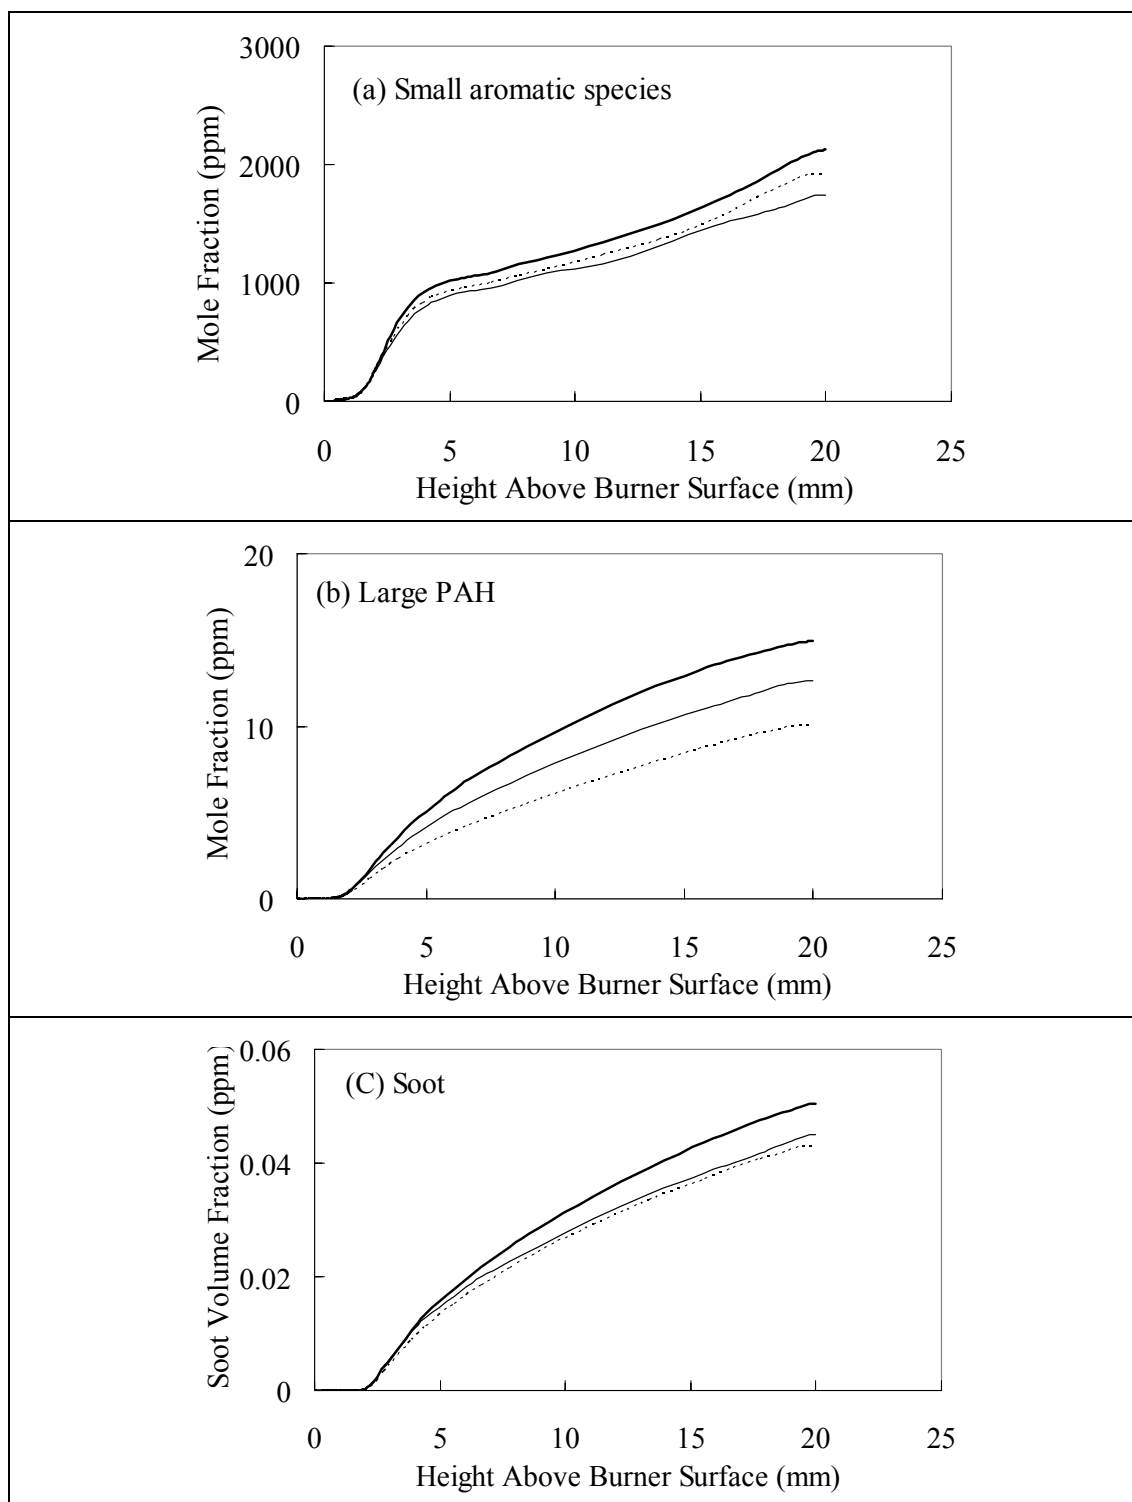 3000
(a) Small aromatic species
2000
1000
0
Mole Fraction (ppm)
0 5 10 15 20 25
Height Above Burner Surface (mm)
20
(b) Large PAH
10
0
Mole Fraction (ppm)
0 5 10 15 20 25
Height Above Burner Surface (mm)
0.06
(C) Soot
0.04
0.02
0
Soot Volume Fraction (ppm)
0 5 10 15 20 25
Height Above Burner Surface (mm)